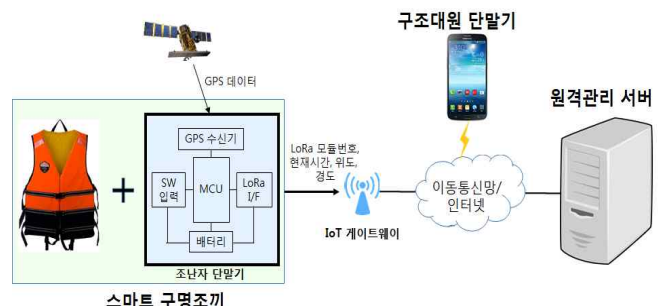 구조대원 단말기
원격관리 서버
GPS 데이터
GPS 수신기
SW
입력
MCU
LoRa
I/F
배터리
조난자 단말기
스마트 구명조끼
LoRa 모듈번호,
현재시간, 위도,
경도
IoT 게이트웨이
이동통신망/
인터넷